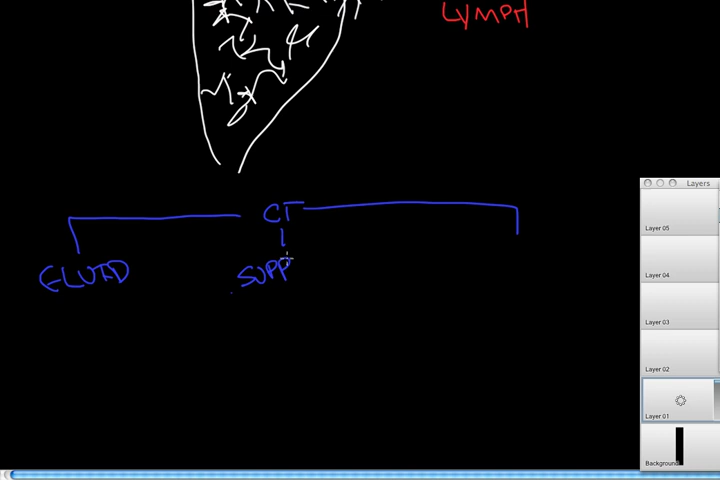 LYMPH
Layers
CT
Layer 05
FLUID
SUPP
Layer 04
Layer 03
Layer 02
Layer 01
Background